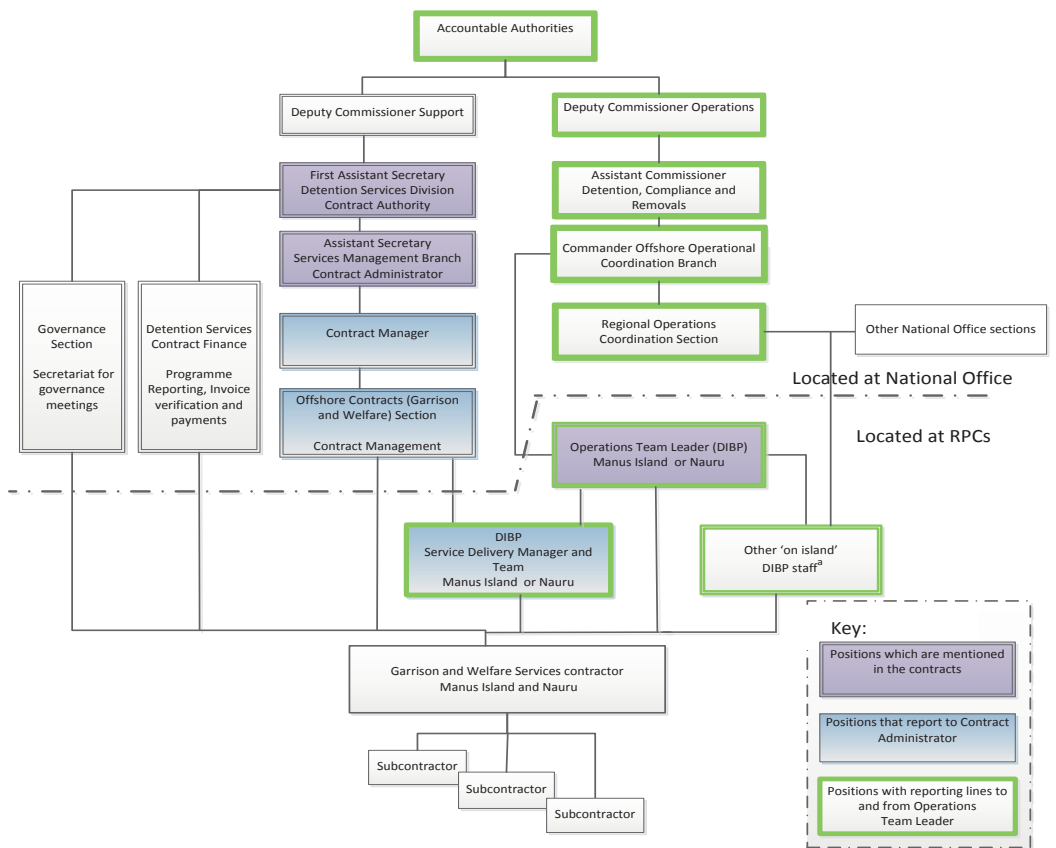 Accountable Authorities
Deputy Commissioner Support
Deputy Commissioner Operations
First Assistant Secretary
Detention Services Division
Contract Authority
Assistant Commissioner
Detention, Compliance and
Removals
Assistant Secretary
Services Management Branch
Contract Administrator
Commander Offshore Operational
Coordination Branch
Governance
Section
Secretariat for
governance
meetings
Detention Services
Contract Finance
Programme
Reporting, Invoice
verification and
payments
Contract Manager
Regional Operations
Coordination Section
Other National Office sections
Located at National Office
Offshore Contracts (Garrison
and Welfare) Section
Contract Management
Located at RPCs
Operations Team Leader (DIBP)
Manus Island or Nauru
DIBP
Service Delivery Manager and
Team
Manus Island or Nauru
Other ‘on island’
DIBP staffᵃ
Garrison and Welfare Services contractor
Manus Island and Nauru
Subcontractor
Subcontractor
Subcontractor
Key:
Positions which are mentioned
in the contracts
Positions that report to Contract
Administrator
Positions with reporting lines to
and from Operations
Team Leader